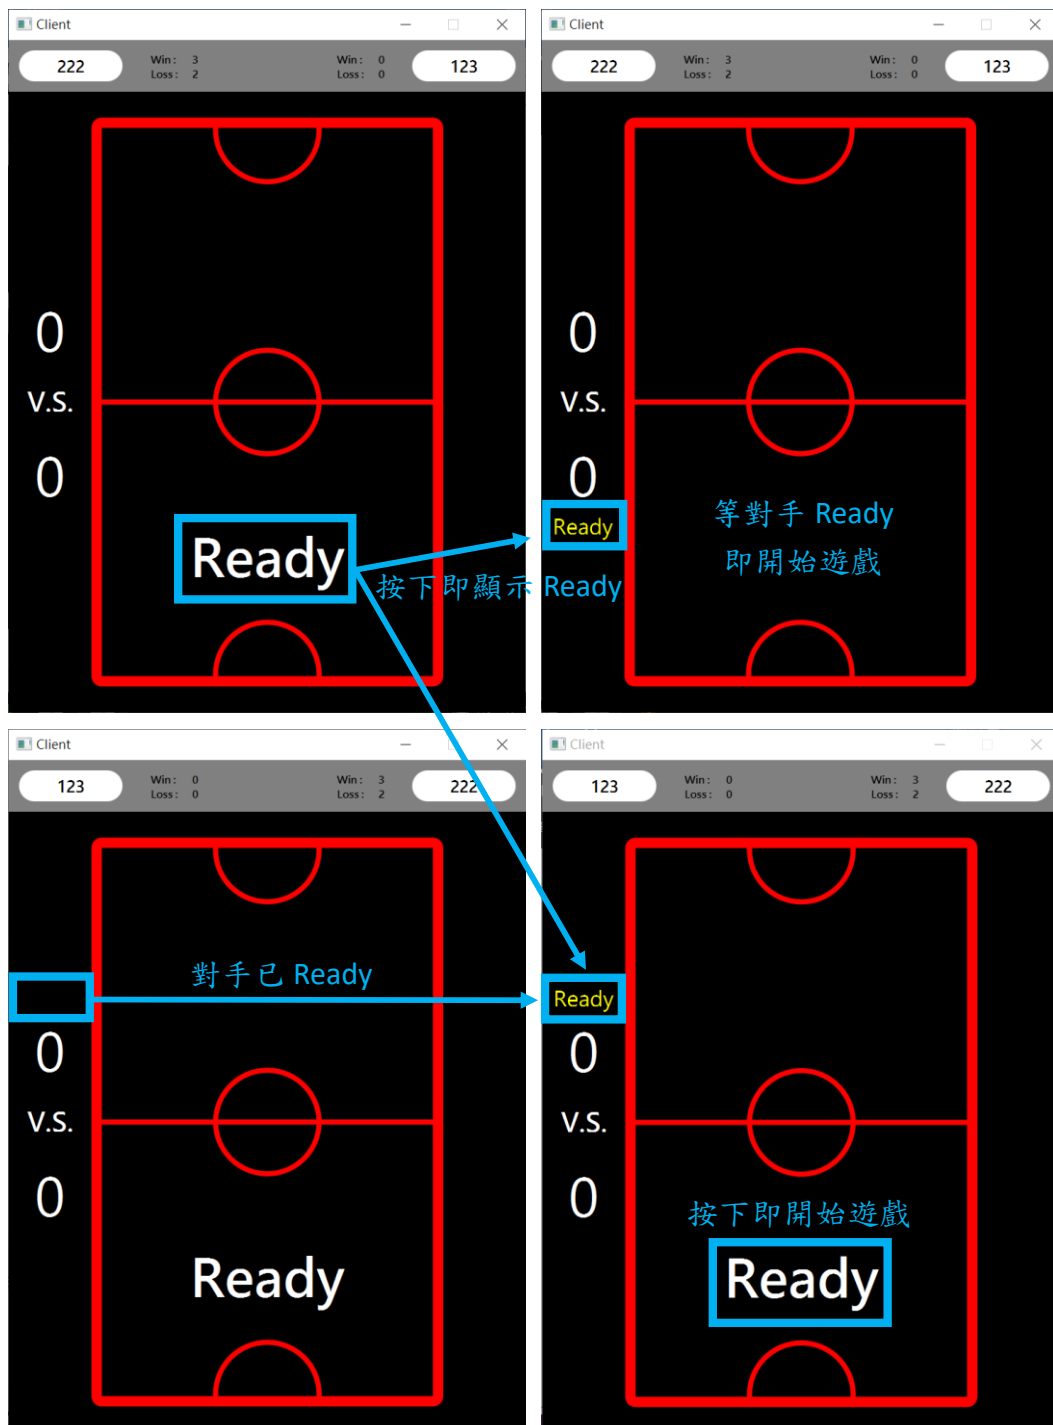 Client
222
Win : 3
Loss : 2
Win : 0
Loss : 0
123
0
V.S.
0
Ready
按下即顯示 Ready
Client
222
Win : 3
Loss : 2
Win : 0
Loss : 0
123
0
V.S.
0
Ready
等對手 Ready
即開始遊戲
Client
123
Win : 0
Loss : 0
Win : 3
Loss : 2
222
對手已 Ready
0
V.S.
0
Ready
Client
123
Win : 0
Loss : 0
Win : 3
Loss : 2
222
Ready
0
V.S.
0
按下即開始遊戲
Ready